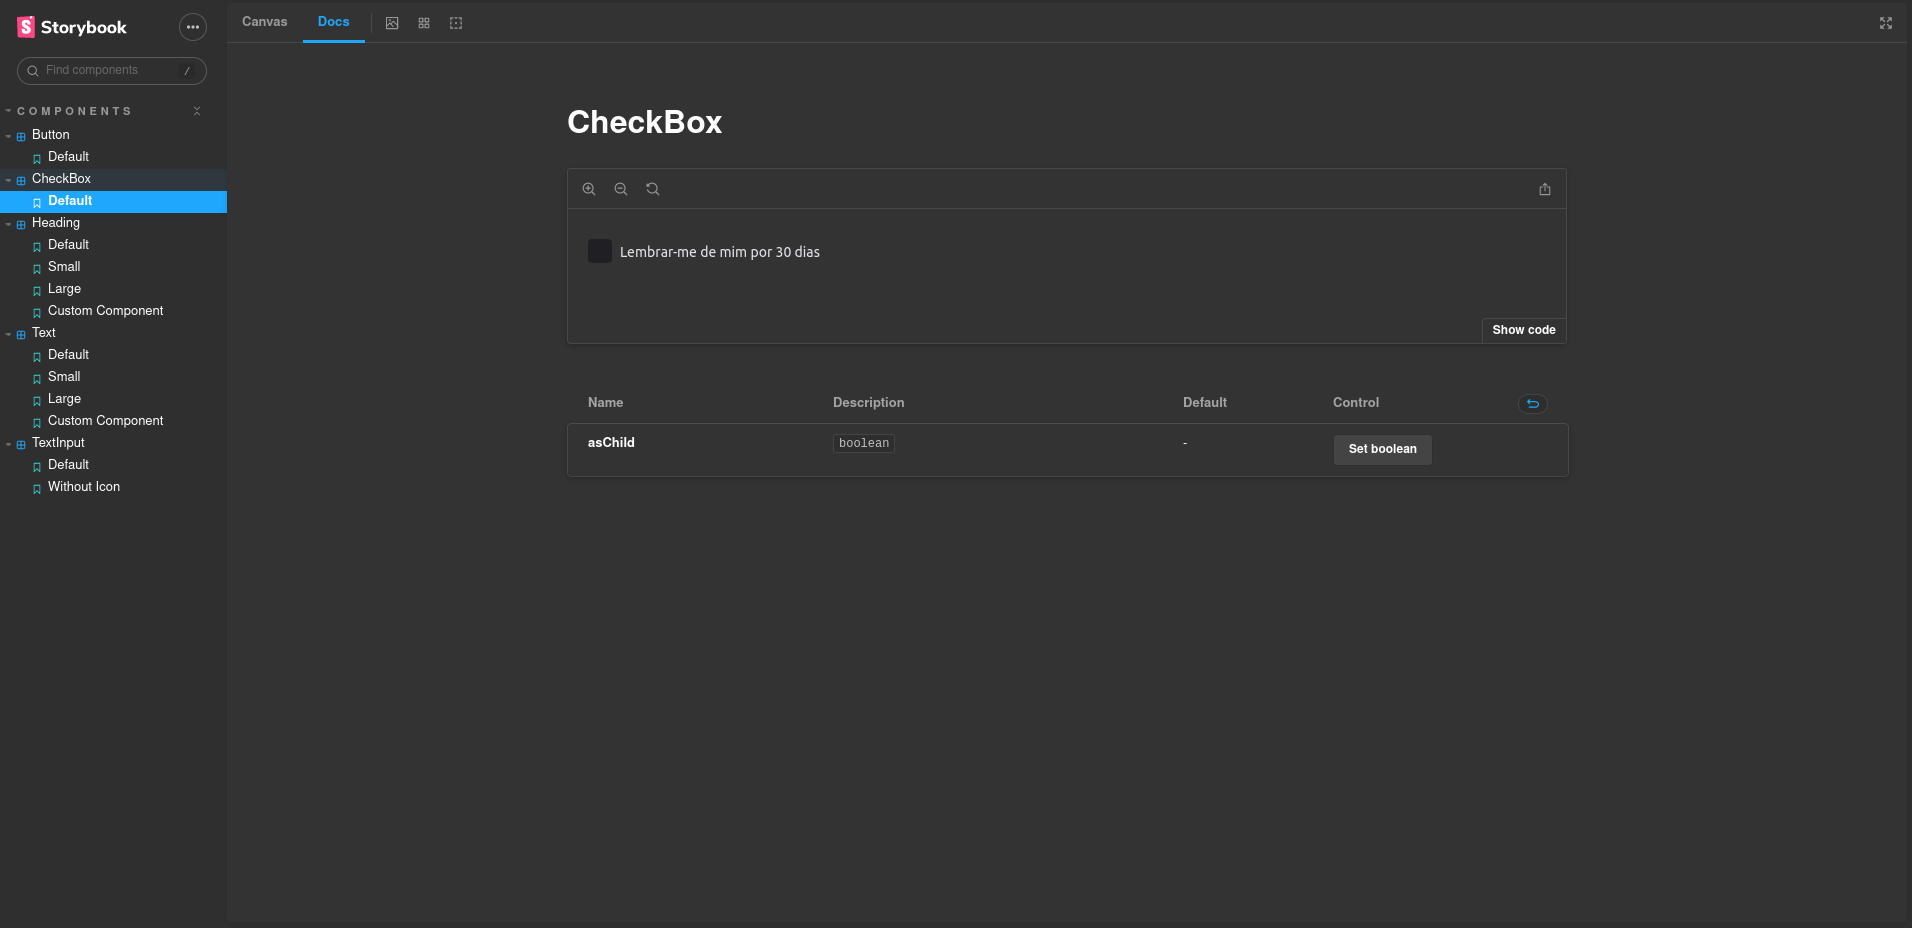 Storybook
Find components
/
COMPONENTS
Button
Default
CheckBox
Default
Heading
Default
Small
Large
Custom Component
Text
Default
Small
Large
Custom Component
TextInput
Default
Without Icon
Canvas Docs
CheckBox
Lembrar-me de mim por 30 dias
Show code
Name Description Default Control
asChild boolean - Set boolean